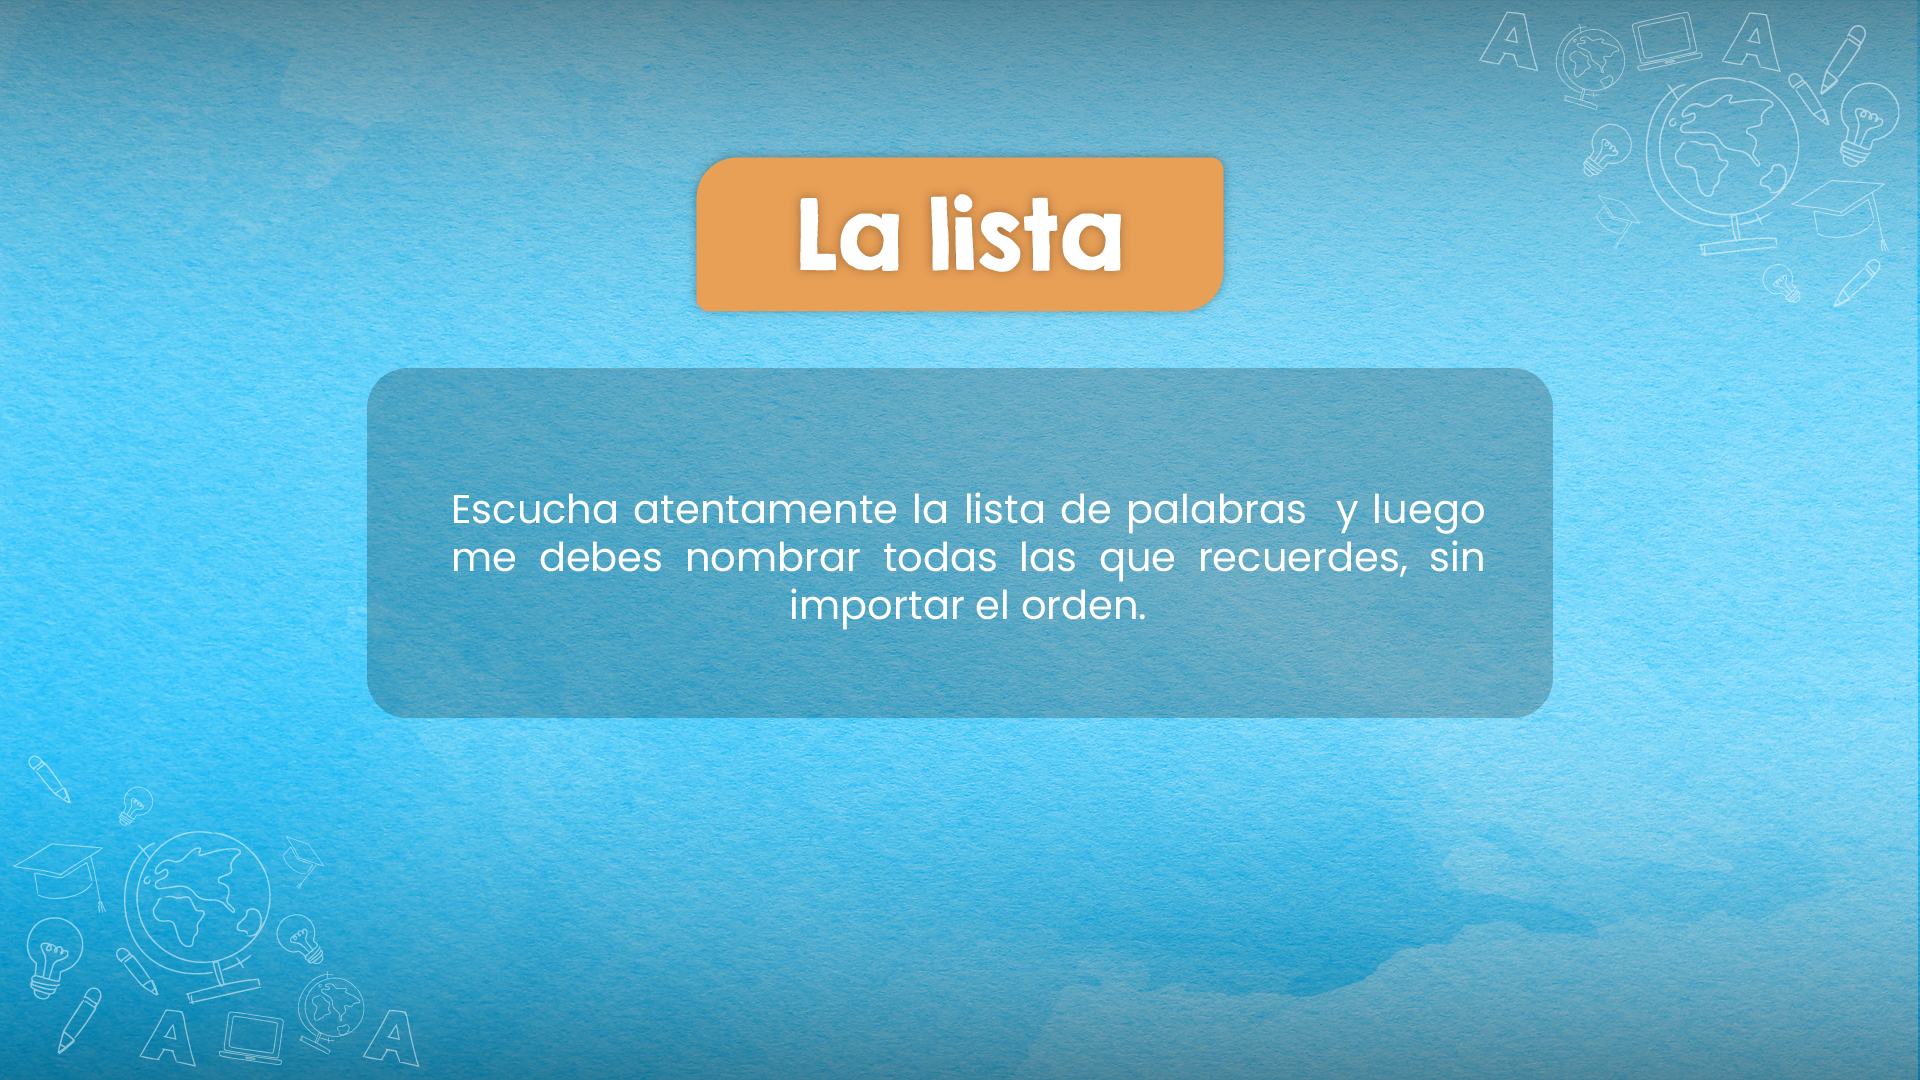 La lista
Escucha atentamente la lista de palabras  y luego
me debes nombrar todas las que recuerdes, sin
importar el orden.